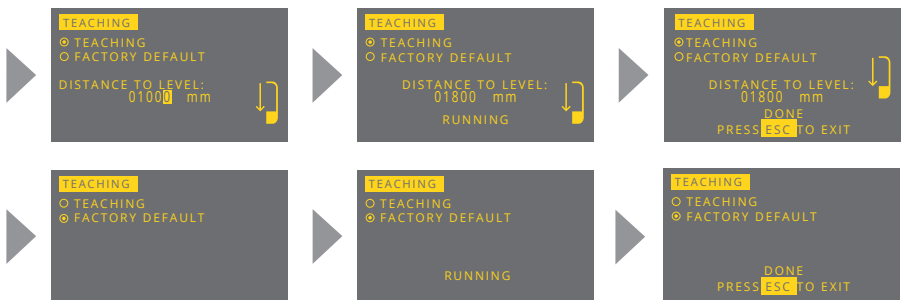 TEACHING
TEACHING
FACTORY DEFAULT
DISTANCE TO LEVEL:
01000 mm
TEACHING
TEACHING
FACTORY DEFAULT
DISTANCE TO LEVEL:
01800 mm
RUNNING
TEACHING
TEACHING
FACTORY DEFAULT
DISTANCE TO LEVEL:
01800 mm
DONE
PRESS ESC TO EXIT
TEACHING
TEACHING
FACTORY DEFAULT
TEACHING
TEACHING
FACTORY DEFAULT
RUNNING
TEACHING
TEACHING
FACTORY DEFAULT
DONE
PRESS ESC TO EXIT